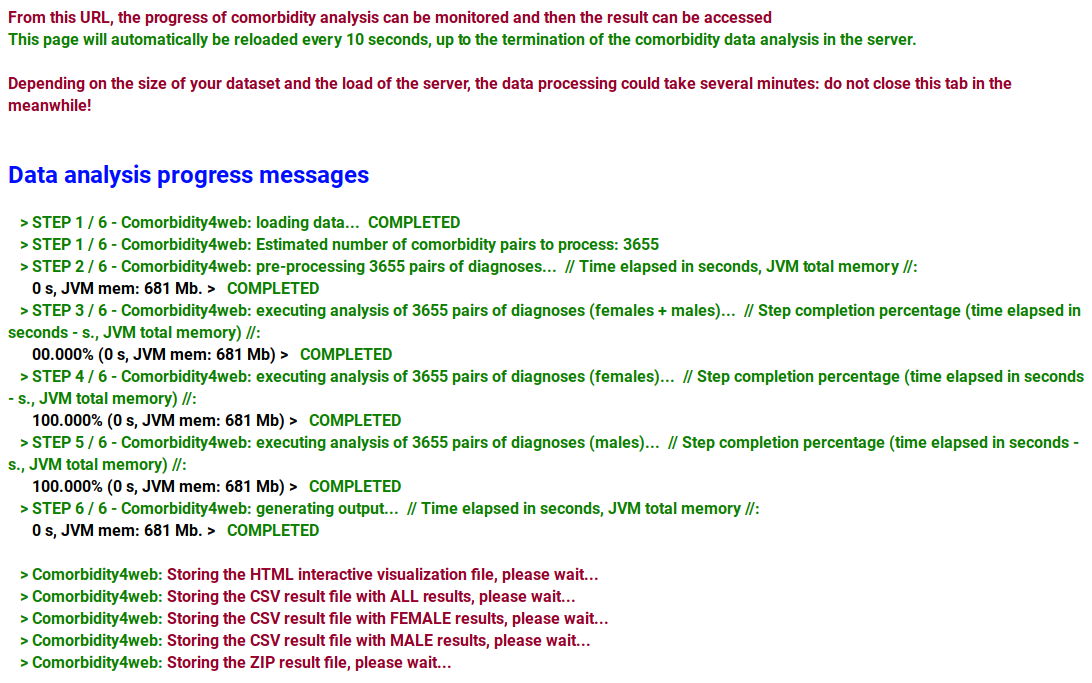 From this URL, the progress of comorbidity analysis can be monitored and then the result can be accessed
This page will automatically be reloaded every 10 seconds, up to the termination of the comorbidity data analysis in the server.
Depending on the size of your dataset and the load of the server, the data processing could take several minutes: do not close this tab in the
meanwhile!
Data analysis progress messages
> STEP 1 / 6 - Comorbidity4web: loading data... COMPLETED
> STEP 1 / 6 - Comorbidity4web: Estimated number of comorbidity pairs to process: 3655
> STEP 2 / 6 - Comorbidity4web: pre-processing 3655 pairs of diagnoses... // Time elapsed in seconds, JVM total memory //:
0 s, JVM mem: 681 Mb. > COMPLETED
> STEP 3 / 6 - Comorbidity4web: executing analysis of 3655 pairs of diagnoses (females + males)... // Step completion percentage (time elapsed in
seconds - s., JVM total memory) //:
00.000% (0 s, JVM mem: 681 Mb) > COMPLETED
> STEP 4 / 6 - Comorbidity4web: executing analysis of 3655 pairs of diagnoses (females)... // Step completion percentage (time elapsed in seconds
- s., JVM total memory) //:
100.000% (0 s, JVM mem: 681 Mb) > COMPLETED
> STEP 5 / 6 - Comorbidity4web: executing analysis of 3655 pairs of diagnoses (males)... // Step completion percentage (time elapsed in seconds -
s., JVM total memory) //:
100.000% (0 s, JVM mem: 681 Mb) > COMPLETED
> STEP 6 / 6 - Comorbidity4web: generating output... // Time elapsed in seconds, JVM total memory //:
0 s, JVM mem: 681 Mb. > COMPLETED
> Comorbidity4web: Storing the HTML interactive visualization file, please wait...
> Comorbidity4web: Storing the CSV result file with ALL results, please wait...
> Comorbidity4web: Storing the CSV result file with FEMALE results, please wait...
> Comorbidity4web: Storing the CSV result file with MALE results, please wait...
> Comorbidity4web: Storing the ZIP result file, please wait...